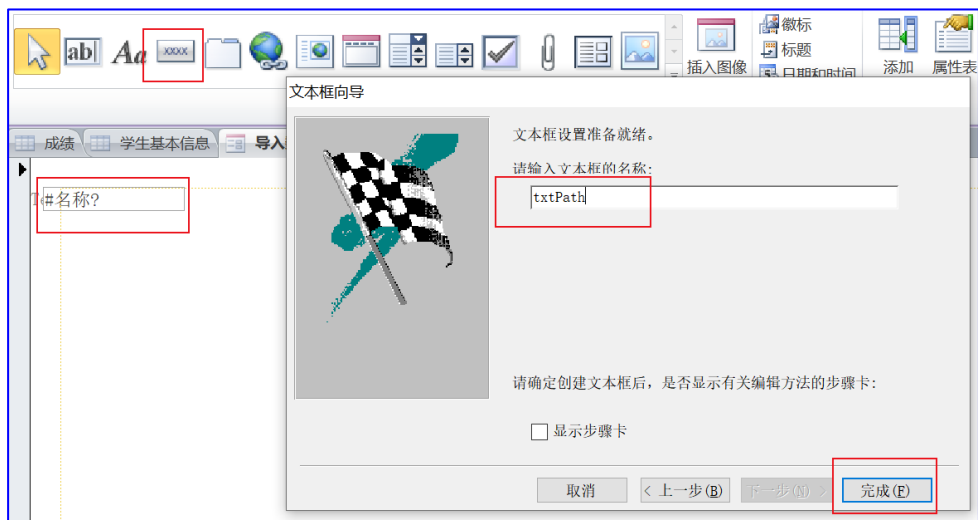 徽标
ab|
Aa
xxxx
标题
插入图像
日期和时间
添加
属性表
文本框向导
成绩
学生基本信息
导入
#名称?
文本框设置准备就绪。
请输入文本框的名称:
txtPath
请确定创建文本框后，是否显示有关编辑方法的步骤卡:
显示步骤卡
取消
< 上一步(B)
下一步(N) >
完成(F)